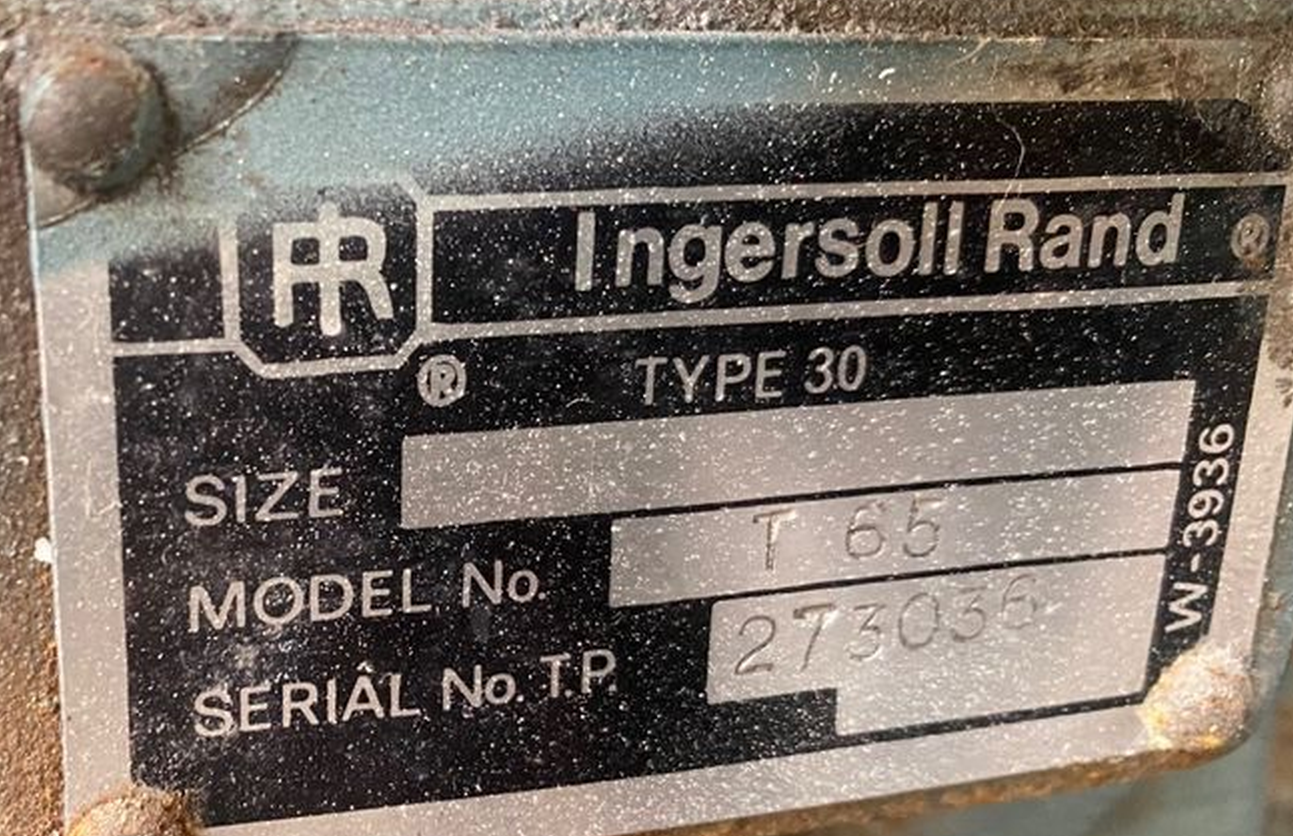 IR Ingersoll Rand ®
®
TYPE 30
SIZE
MODEL No. T 65
SERIAL No. T.P. 273036
W-3936